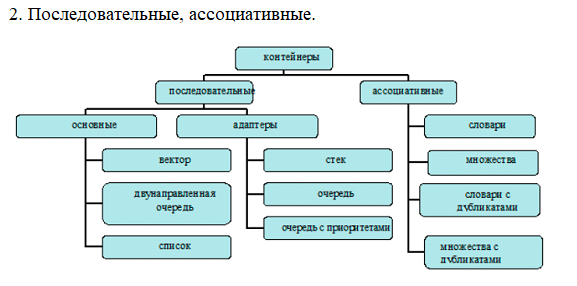 2. Последовательные, ассоциативные.
контейнеры
последовательные
ассоциативные
основные
адаптеры
словари
вектор
стек
множества
двунаправленная
очередь
очередь
словари с
дубликатами
список
очередь с приоритетами
множества с
дубликатами